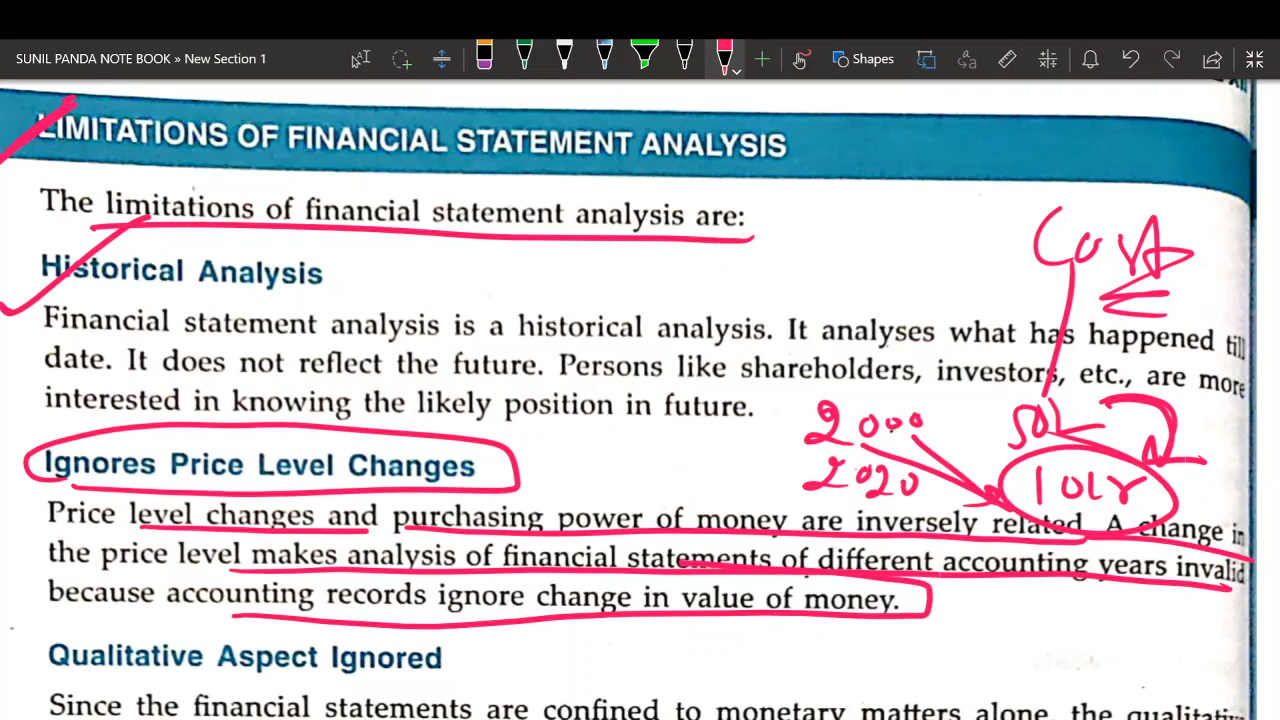 SUNIL PANDA NOTE BOOK » New Section 1
Shapes
LIMITATIONS OF FINANCIAL STATEMENT ANALYSIS
The limitations of financial statement analysis are:
Historical Analysis
Financial statement analysis is a historical analysis. It analyses what has happened till
date. It does not reflect the future. Persons like shareholders, investors, etc., are more
interested in knowing the likely position in future.
2000
2020
Ignores Price Level Changes
Price level changes and purchasing power of money are inversely related. A change in
the price level makes analysis of financial statements of different accounting years invalid
because accounting records ignore change in value of money.
Qualitative Aspect Ignored
Since the financial statements are confined to monetary matters alone, the qualitative